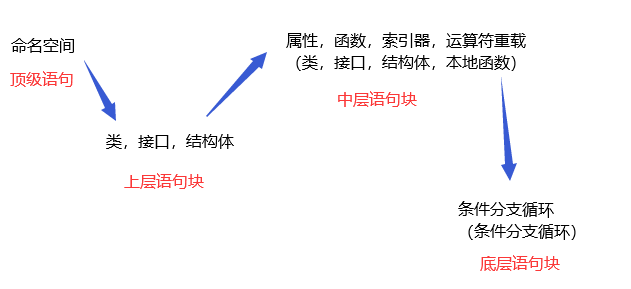 命名空间
顶级语句
类，接口，结构体
上层语句块
属性，函数，索引器，运算符重载
（类，接口，结构体，本地函数）
中层语句块
条件分支循环
（条件分支循环）
底层语句块